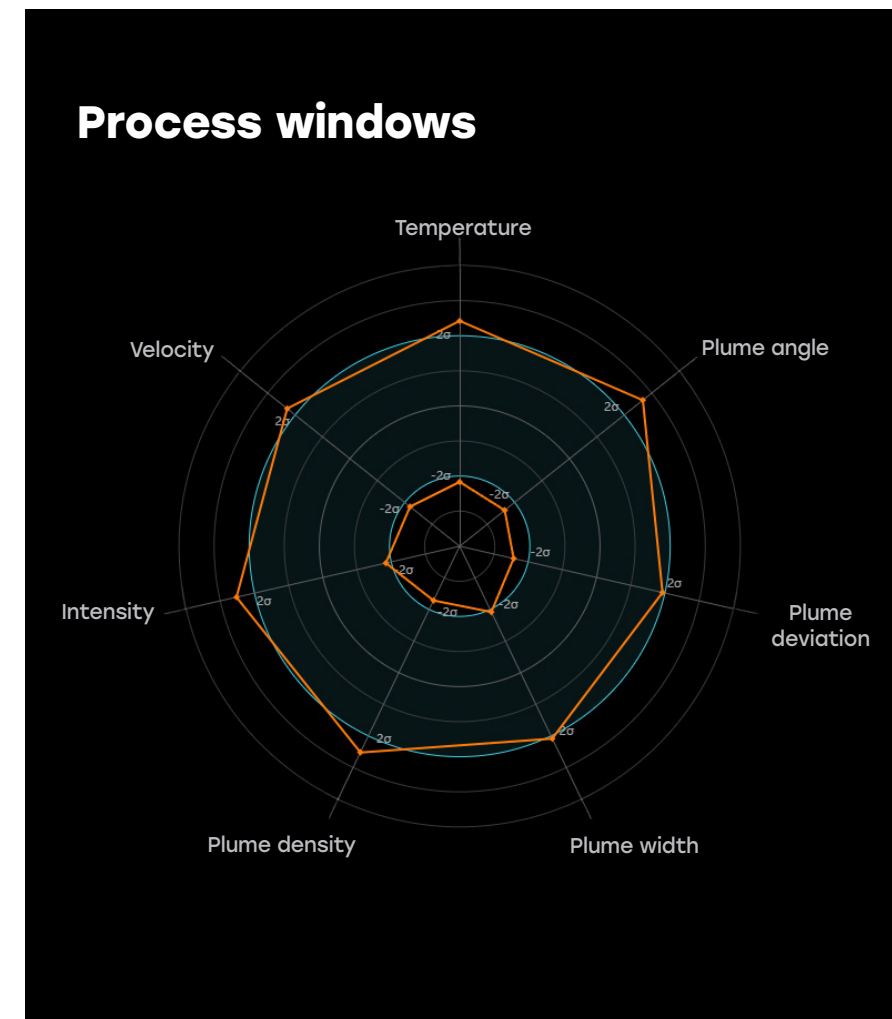 Process windows
Temperature
Velocity
Plume angle
2σ
2σ
2σ
-2σ
-2σ
-2σ
-2σ
-2σ
2σ
2σ
-2σ
-2σ
Intensity
Plume
deviation
2σ
2σ
Plume density
Plume width